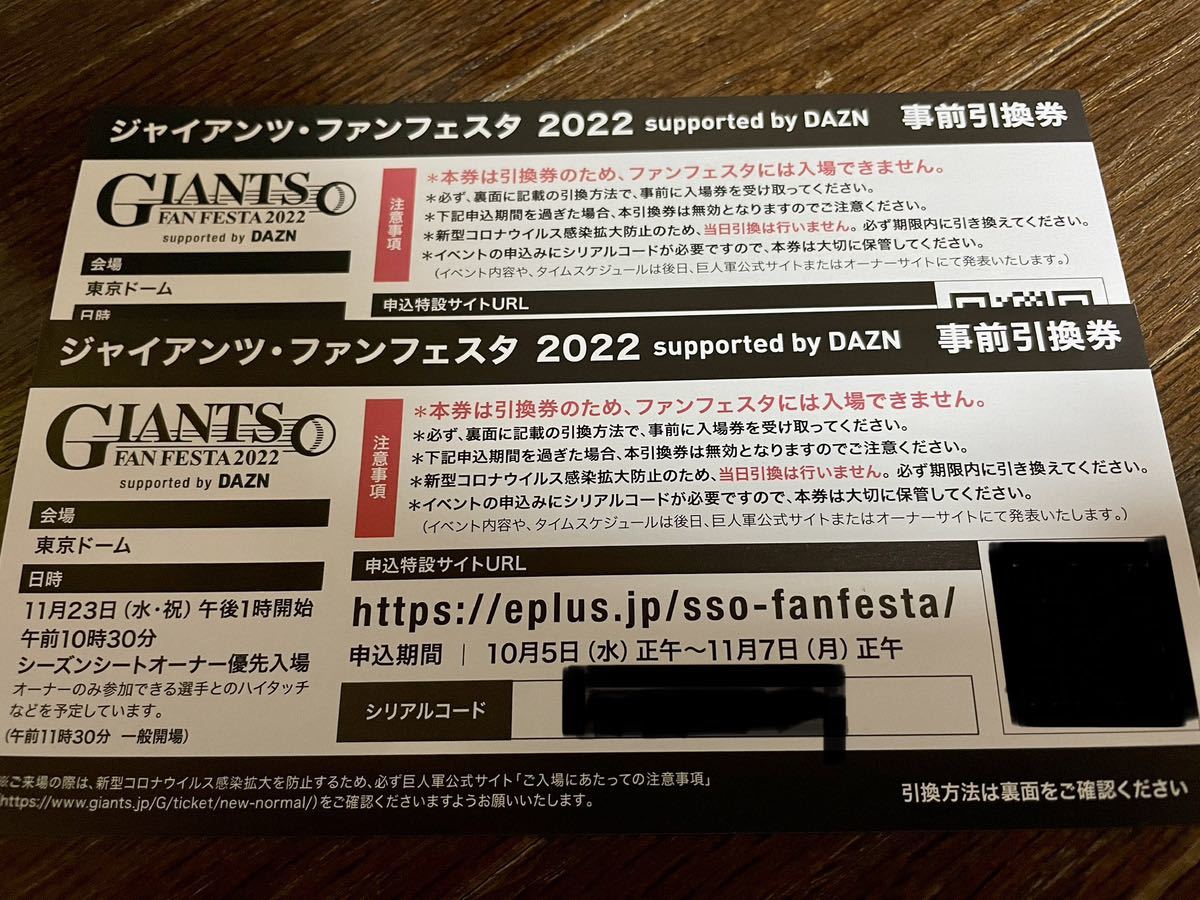 ジャイアンツ・ファンフェスタ 2022 supported by DAZN 事前引換券
GIANTS
FAN FESTA 2022
supported by DAZN
会場
東京ドーム
日時
注意事項
＊本券は引換券のため、ファンフェスタには入場できません。
＊必ず、裏面に記載の引換方法で、事前に入場券を受け取ってください。
＊下記申込期間を過ぎた場合、本引換券は無効となりますのでご注意ください。
＊新型コロナウイルス感染拡大防止のため、当日引換は行いません。必ず期限内に引き換えてください。
＊イベントの申込みにシリアルコードが必要ですので、本券は大切に保管してください。
（イベント内容や、タイムスケジュールは後日、巨人軍公式サイトまたはオーナーサイトにて発表いたします。）
申込特設サイトURL
ジャイアンツ・ファンフェスタ 2022 supported by DAZN 事前引換券
GIANTS
FAN FESTA 2022
supported by DAZN
会場
東京ドーム
日時
11月23日（水・祝）午後1時開始
午前10時30分
シーズンシートオーナー優先入場
オーナーのみ参加できる選手とのハイタッチ
などを予定しています。
（午前11時30分 一般開場）
注意事項
＊本券は引換券のため、ファンフェスタには入場できません。
＊必ず、裏面に記載の引換方法で、事前に入場券を受け取ってください。
＊下記申込期間を過ぎた場合、本引換券は無効となりますのでご注意ください。
＊新型コロナウイルス感染拡大防止のため、当日引換は行いません。必ず期限内に引き換えてください。
＊イベントの申込みにシリアルコードが必要ですので、本券は大切に保管してください。
（イベント内容や、タイムスケジュールは後日、巨人軍公式サイトまたはオーナーサイトにて発表いたします。）
申込特設サイトURL
https://eplus.jp/sso-fanfesta/
申込期間 | 10月5日（水）正午～11月7日（月）正午
シリアルコード
※ご来場の際は、新型コロナウイルス感染拡大を防止するため、必ず巨人軍公式サイト「ご入場にあたっての注意事項」
https://www.giants.jp/G/ticket/new-normal/）をご確認くださいますようお願いいたします。
引換方法は裏面をご確認ください